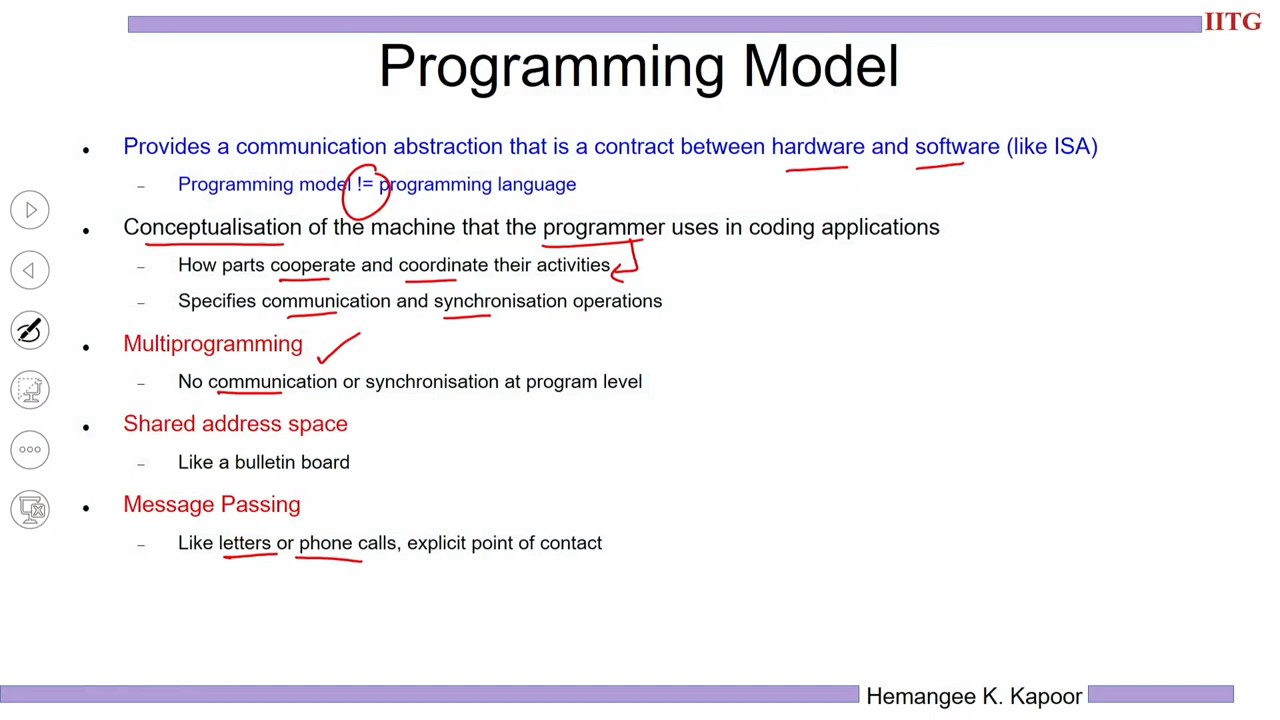 IITG
Programming Model
• Provides a communication abstraction that is a contract between hardware and software (like ISA)
– Programming model != programming language
• Conceptualisation of the machine that the programmer uses in coding applications
– How parts cooperate and coordinate their activities
– Specifies communication and synchronisation operations
• Multiprogramming
– No communication or synchronisation at program level
• Shared address space
– Like a bulletin board
• Message Passing
– Like letters or phone calls, explicit point of contact
Hemangee K. Kapoor